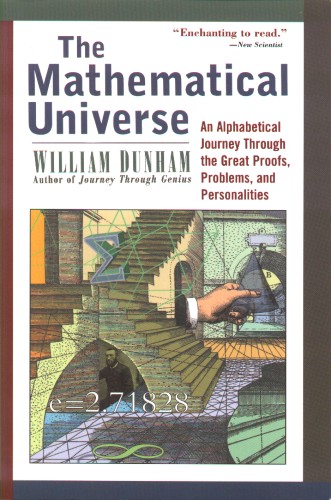 "Enchanting to read."
—New Scientist
The
Mathematical
Universe
An Alphabetical
Journey Through
the Great Proofs,
Problems, and
Personalities
WILLIAM DUNHAM
Author of Journey Through Genius
Σ
B
e=2.71828